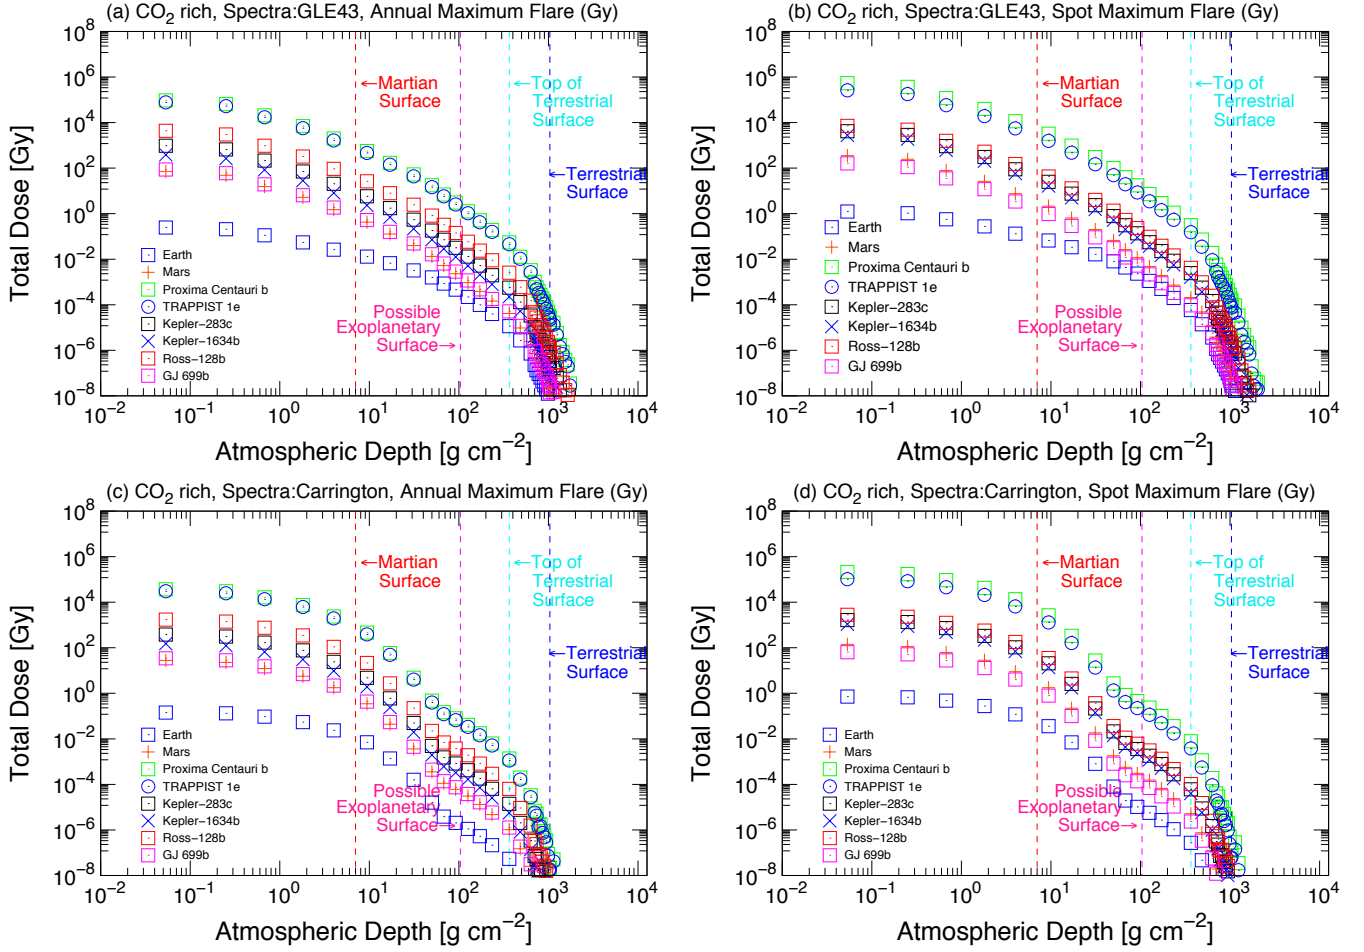 (a) CO2 rich, Spectra:GLE43, Annual Maximum Flare (Gy)
10^8
10^6
10^4
10^2
10^0
10^−2
10^−4
10^−6
10^−8
Total Dose [Gy]
←Martian
Surface
←Top of
Terrestrial
Surface
←Terrestrial
Surface
Possible
Exoplanetary
Surface→
Earth
Mars
Proxima Centauri b
TRAPPIST 1e
Kepler−283c
Kepler−1634b
Ross−128b
GJ 699b
10^−2 10^−1 10^0 10^1 10^2 10^3 10^4
Atmospheric Depth [g cm^−2]
(b) CO2 rich, Spectra:GLE43, Spot Maximum Flare (Gy)
10^8
10^6
10^4
10^2
10^0
10^−2
10^−4
10^−6
10^−8
Total Dose [Gy]
←Martian
Surface
←Top of
Terrestrial
Surface
←Terrestrial
Surface
Possible
Exoplanetary
Surface→
Earth
Mars
Proxima Centauri b
TRAPPIST 1e
Kepler−283c
Kepler−1634b
Ross−128b
GJ 699b
10^−2 10^−1 10^0 10^1 10^2 10^3 10^4
Atmospheric Depth [g cm^−2]
(c) CO2 rich, Spectra:Carrington, Annual Maximum Flare (Gy)
10^8
10^6
10^4
10^2
10^0
10^−2
10^−4
10^−6
10^−8
Total Dose [Gy]
←Martian
Surface
←Top of
Terrestrial
Surface
←Terrestrial
Surface
Possible
Exoplanetary
Surface→
Earth
Mars
Proxima Centauri b
TRAPPIST 1e
Kepler−283c
Kepler−1634b
Ross−128b
GJ 699b
10^−2 10^−1 10^0 10^1 10^2 10^3 10^4
Atmospheric Depth [g cm^−2]
(d) CO2 rich, Spectra:Carrington, Spot Maximum Flare (Gy)
10^8
10^6
10^4
10^2
10^0
10^−2
10^−4
10^−6
10^−8
Total Dose [Gy]
←Martian
Surface
←Top of
Terrestrial
Surface
←Terrestrial
Surface
Possible
Exoplanetary
Surface→
Earth
Mars
Proxima Centauri b
TRAPPIST 1e
Kepler−283c
Kepler−1634b
Ross−128b
GJ 699b
10^−2 10^−1 10^0 10^1 10^2 10^3 10^4
Atmospheric Depth [g cm^−2]